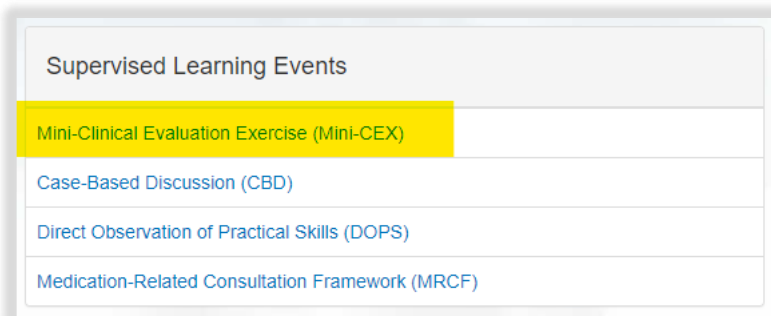 Supervised Learning Events
Mini-Clinical Evaluation Exercise (Mini-CEX)
Case-Based Discussion (CBD)
Direct Observation of Practical Skills (DOPS)
Medication-Related Consultation Framework (MRCF)